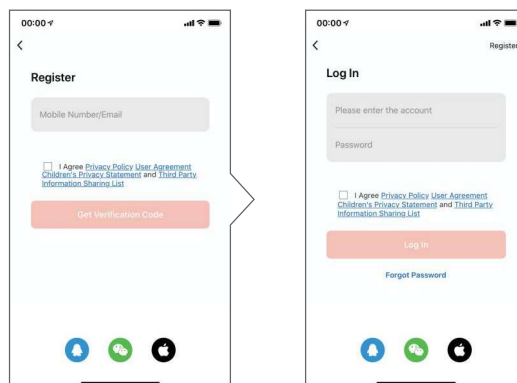 00:00
Register
Mobile Number/Email
I Agree Privacy Policy User Agreement
Children's Privacy Statement and Third Party
Information Sharing List
Get Verification Code
00:00
Register
Log In
Please enter the account
Password
I Agree Privacy Policy User Agreement
Children's Privacy Statement and Third Party
Information Sharing List
Log In
Forgot Password